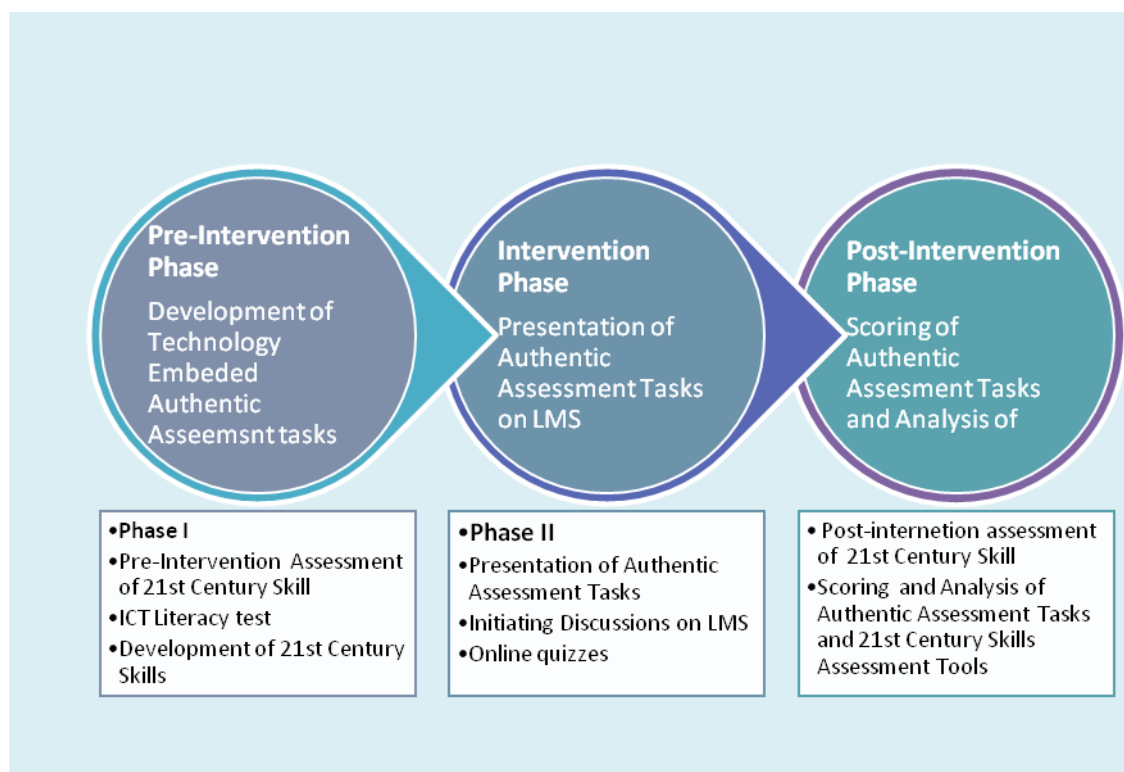 Pre-Intervention
Phase
Development of
Technology
Embeded
Authentic
Asseemsnt tasks
Intervention
Phase
Presentation of
Authentic
Assessment Tasks
on LMS
Post-Intervention
Phase
Scoring of
Authentic
Assesment Tasks
and Analysis of
•Phase I
•Pre-Intervention Assessment
of 21st Century Skill
•ICT Literacy test
•Development of 21st Century
Skills
•Phase II
•Presentation of Authentic
Assessment Tasks
•Initiating Discussions on LMS
•Online quizzes
• Post-internetion assessment
of 21st Century Skill
•Scoring and Analysis of
Authentic Assessment Tasks
and 21st Century Skills
Assessment Tools